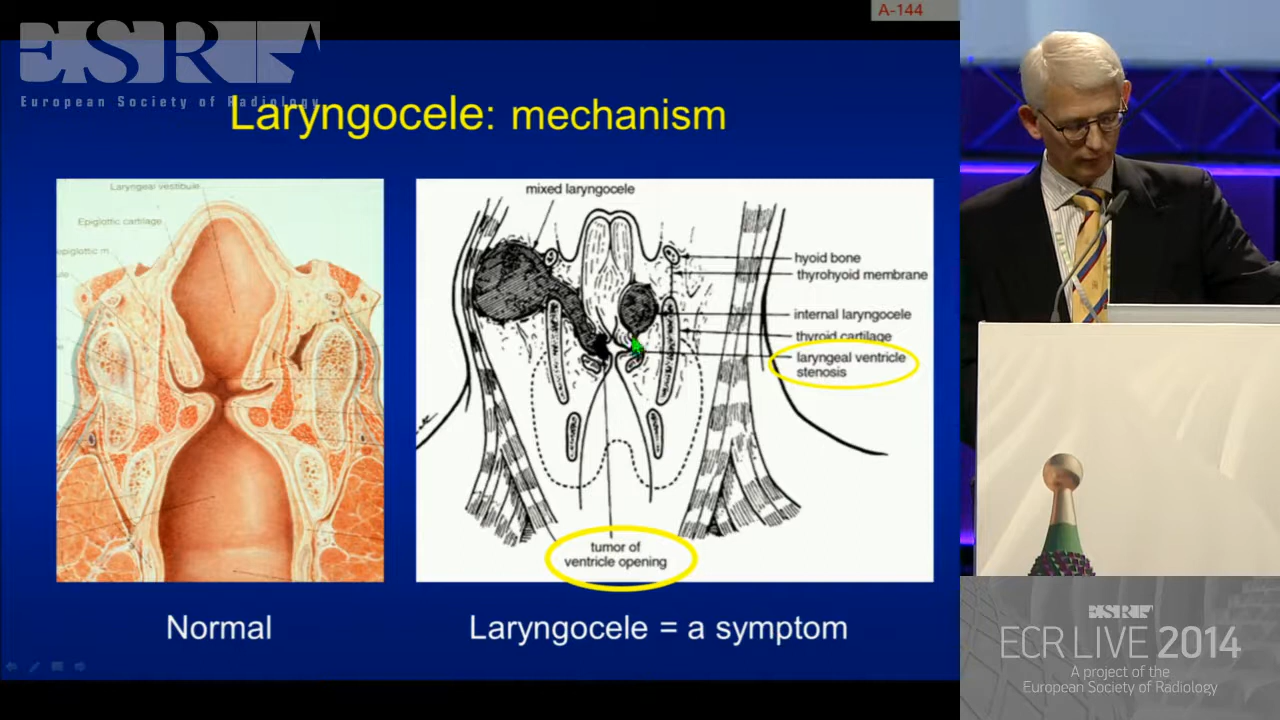 A-144
ESR
European Society of Radiology
Laryngocele: mechanism
Laryngeal vestibule
Epiglottic cartilage
epiglottic m
mixed laryngocele
hyoid bone
thyrohyoid membrane
internal laryngocele
thyroid cartilage
laryngeal ventricle
stenosis
tumor of
ventricle opening
Normal
Laryngocele = a symptom
ESR
ECR LIVE 2014
A project of the
European Society of Radiology